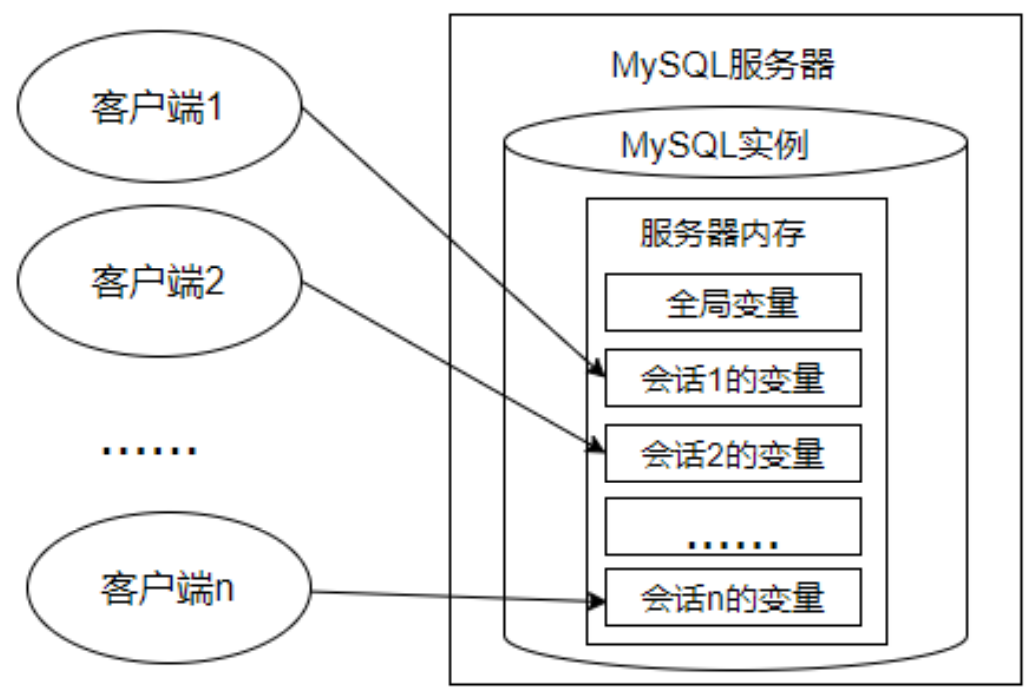 客户端1
客户端2
……
客户端n
MySQL服务器
MySQL实例
服务器内存
全局变量
会话1的变量
会话2的变量
……
会话n的变量